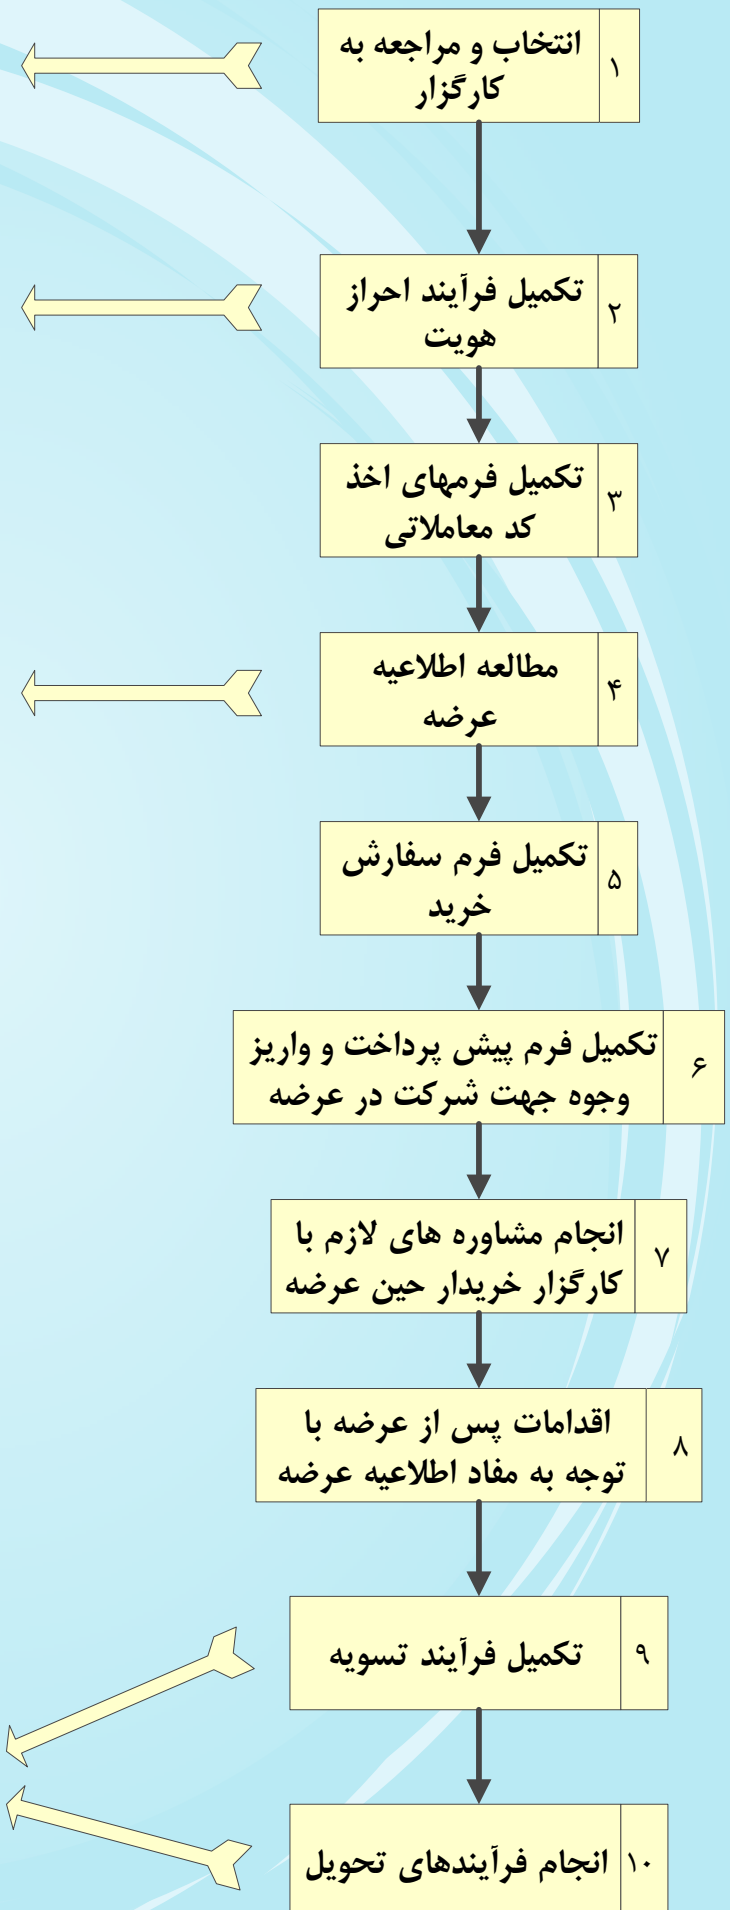 ۱
انتخاب و مراجعه به
کارگزار
۲
تکمیل فرآیند احراز
هویت
۳
تکمیل فرمهای اخذ
کد معاملاتی
۴
مطالعه اطلاعیه
عرضه
۵
تکمیل فرم سفارش
خرید
۶
تکمیل فرم پیش پرداخت و واریز
وجوه جهت شرکت در عرضه
۷
انجام مشاوره های لازم با
کارگزار خریدار حین عرضه
۸
اقدامات پس از عرضه با
توجه به مفاد اطلاعیه عرضه
۹
تکمیل فرآیند تسویه
۱۰
انجام فرآیندهای تحویل